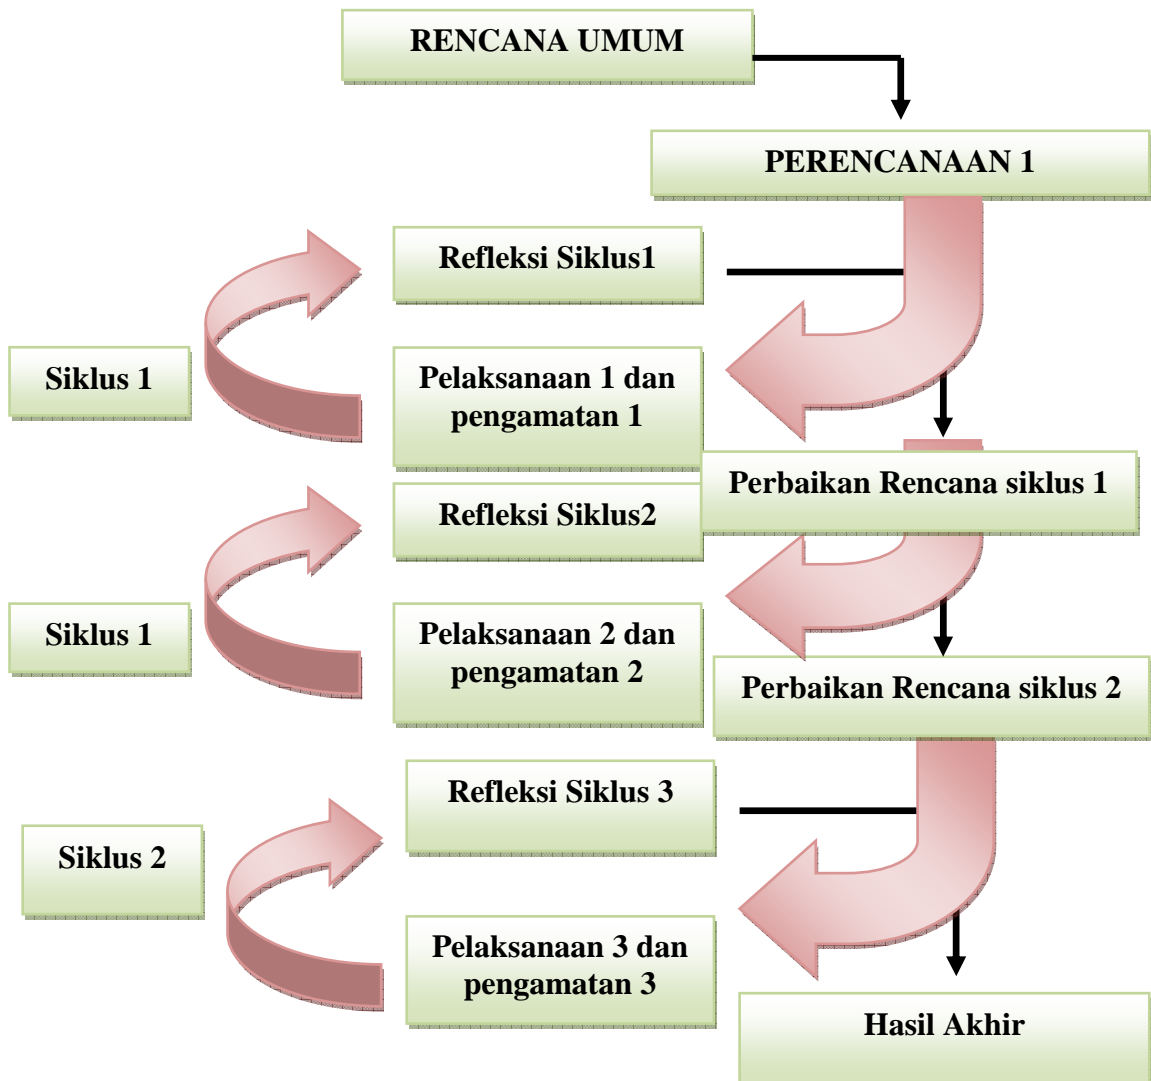 RENCANA UMUM
PERENCANAAN 1
Refleksi Siklus1
Siklus 1
Pelaksanaan 1 dan
pengamatan 1
Perbaikan Rencana siklus 1
Refleksi Siklus2
Siklus 1
Pelaksanaan 2 dan
pengamatan 2
Perbaikan Rencana siklus 2
Refleksi Siklus 3
Siklus 2
Pelaksanaan 3 dan
pengamatan 3
Hasil Akhir